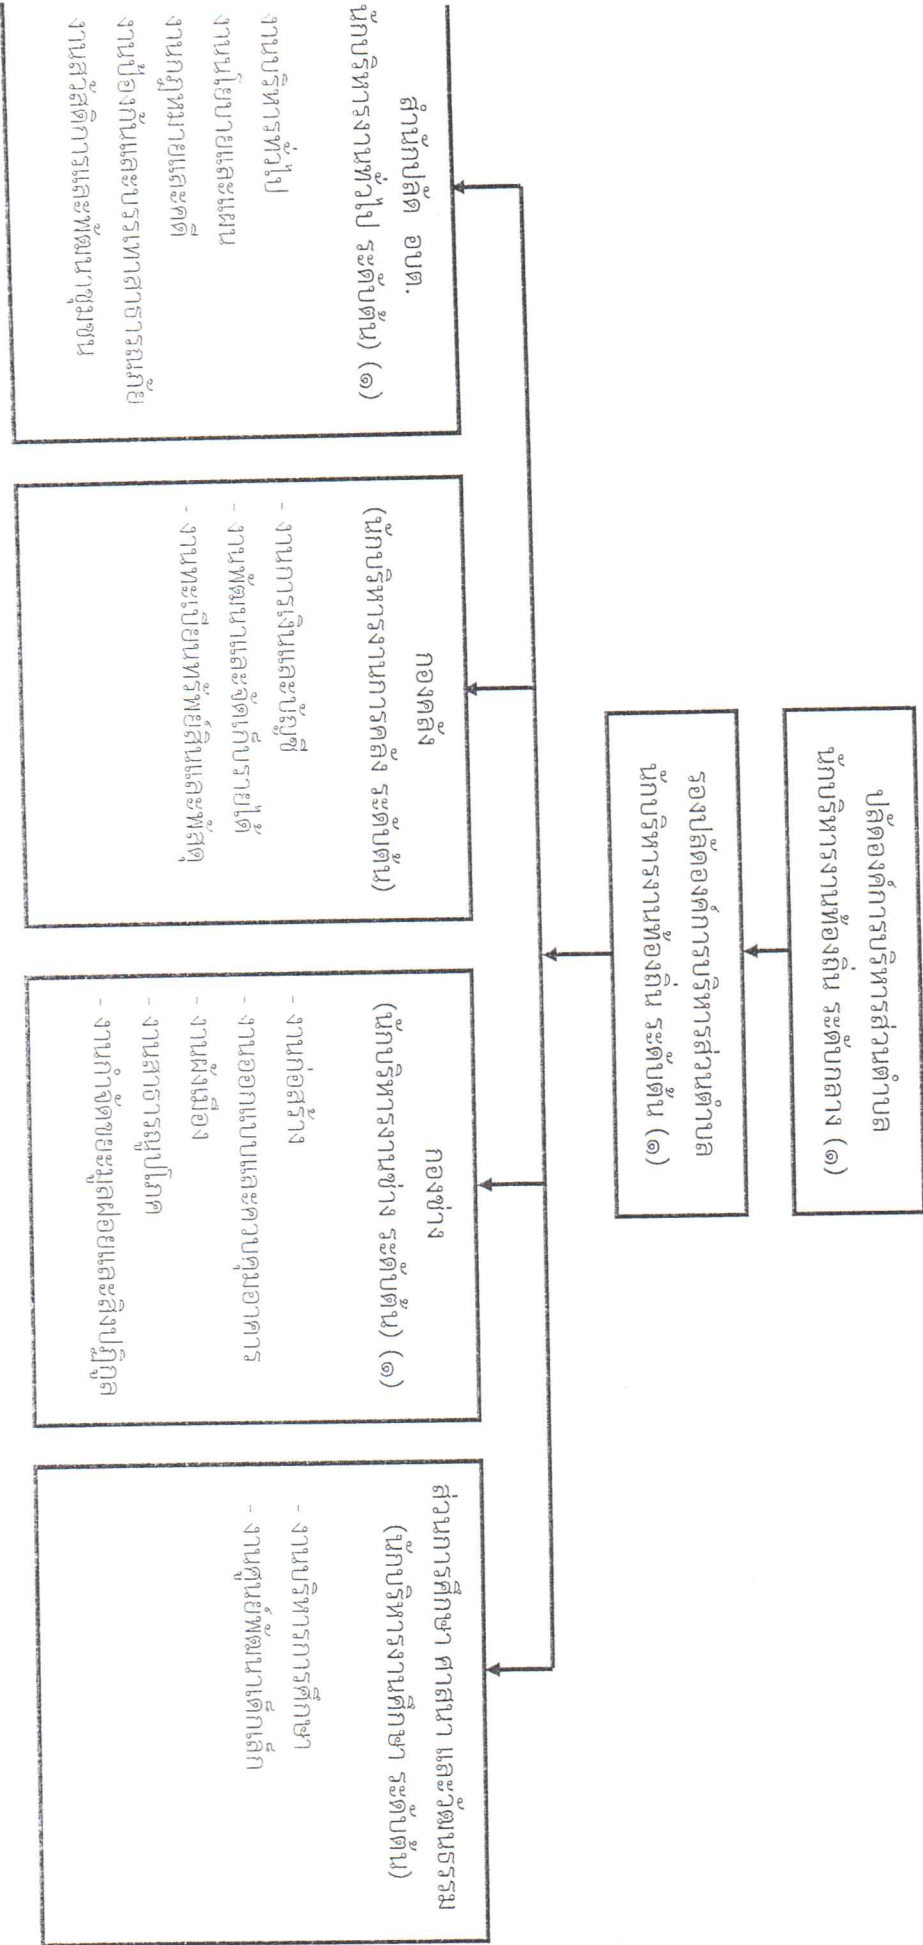 ปลัดองค์การบริหารส่วนตำบล
นักบริหารงานท้องถิ่น ระดับกลาง (๑)
รองปลัดองค์การบริหารส่วนตำบล
นักบริหารงานท้องถิ่น ระดับต้น (๑)
สำนักปลัด อบต.
นักบริหารงานทั่วไป ระดับต้น) (๑)
งานบริหารทั่วไป
งานนโยบายและแผน
งานกฎหมายและคดี
งานป้องกันและบรรเทาสาธารณภัย
งานสวัสดิการและพัฒนาชุมชน
กองคลัง
(นักบริหารงานการคลัง ระดับต้น)
- งานการเงินและบัญชี
- งานพัฒนาและจัดเก็บรายได้
- งานทะเบียนทรัพย์สินและพัสดุ
กองช่าง
(นักบริหารงานช่าง ระดับต้น) (๑)
- งานก่อสร้าง
- งานออกแบบและควบคุมอาคาร
- งานผังเมือง
- งานสาธารณูปโภค
- งานกำจัดขยะมูลฝอยและสิ่งปฏิกูล
ส่วนการศึกษา ศาสนา และวัฒนธรรม
(นักบริหารงานศึกษา ระดับต้น)
- งานบริหารการศึกษา
- งานศูนย์พัฒนาเด็กเล็ก